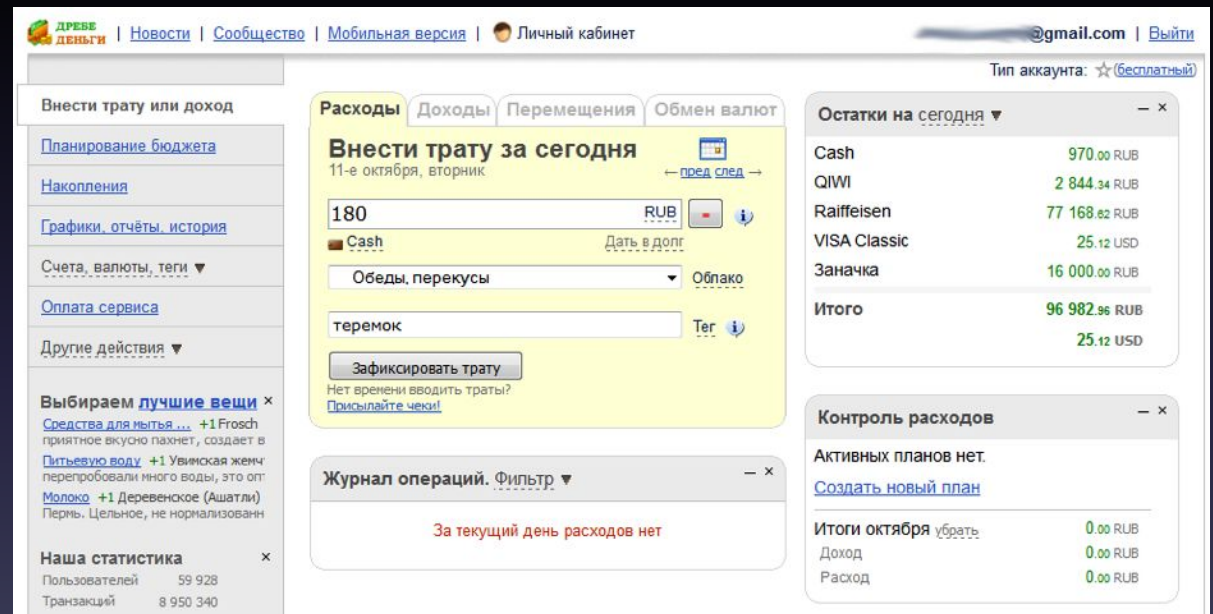 ДРЕБЕ ДЕНЬГИ | Новости | Сообщество | Мобильная версия | Личный кабинет
@gmail.com | Выйти
Тип аккаунта: ☆(бесплатный)
Внести трату или доход
Планирование бюджета
Накопления
Графики, отчёты, история
Счета, валюты, теги ▼
Оплата сервиса
Другие действия ▼
Выбираем лучшие вещи ×
Средства для мытья ... +1 Frosch
приятное вкусно пахнет, создает в
Питьевую воду +1 Увинская женч
перепробовали много воды, это оп
Молоко +1 Деревенское (Ашатли)
Пермь. Цельное, не нормализованн
Наша статистика ×
Пользователей 59 928
Транзакций 8 950 340
Расходы Доходы Перемещения Обмен валют
Внести трату за сегодня
11-е октября, вторник
← пред след →
180 RUB -
Cash Дать в долг
Обеды, перекусы Облако
теремок Тег
Зафиксировать трату
Нет времени вводить траты?
Присылайте чеки!
Журнал операций. Фильтр ▼ – ×
За текущий день расходов нет
Остатки на сегодня ▼ – ×
Cash 970.00 RUB
QIWI 2 844.34 RUB
Raiffeisen 77 168.62 RUB
VISA Classic 25.12 USD
Заначка 16 000.00 RUB
Итого 96 982.96 RUB
25.12 USD
Контроль расходов – ×
Активных планов нет.
Создать новый план
Итоги октября убрать 0.00 RUB
Доход 0.00 RUB
Расход 0.00 RUB